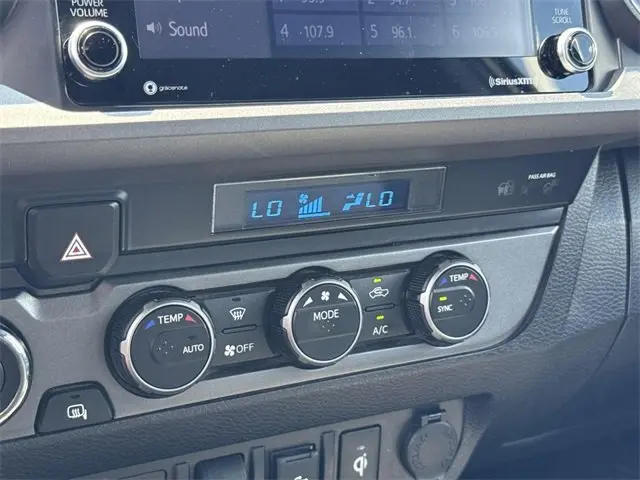 POWER
VOLUME
Sound
4 107.9
5 96.1
6
TUNE
SCROLL
gracenote
SiriusXM
LO
LO
PASS AIR BAG
TEMP
AUTO
OFF
MODE
A/C
TEMP
SYNC